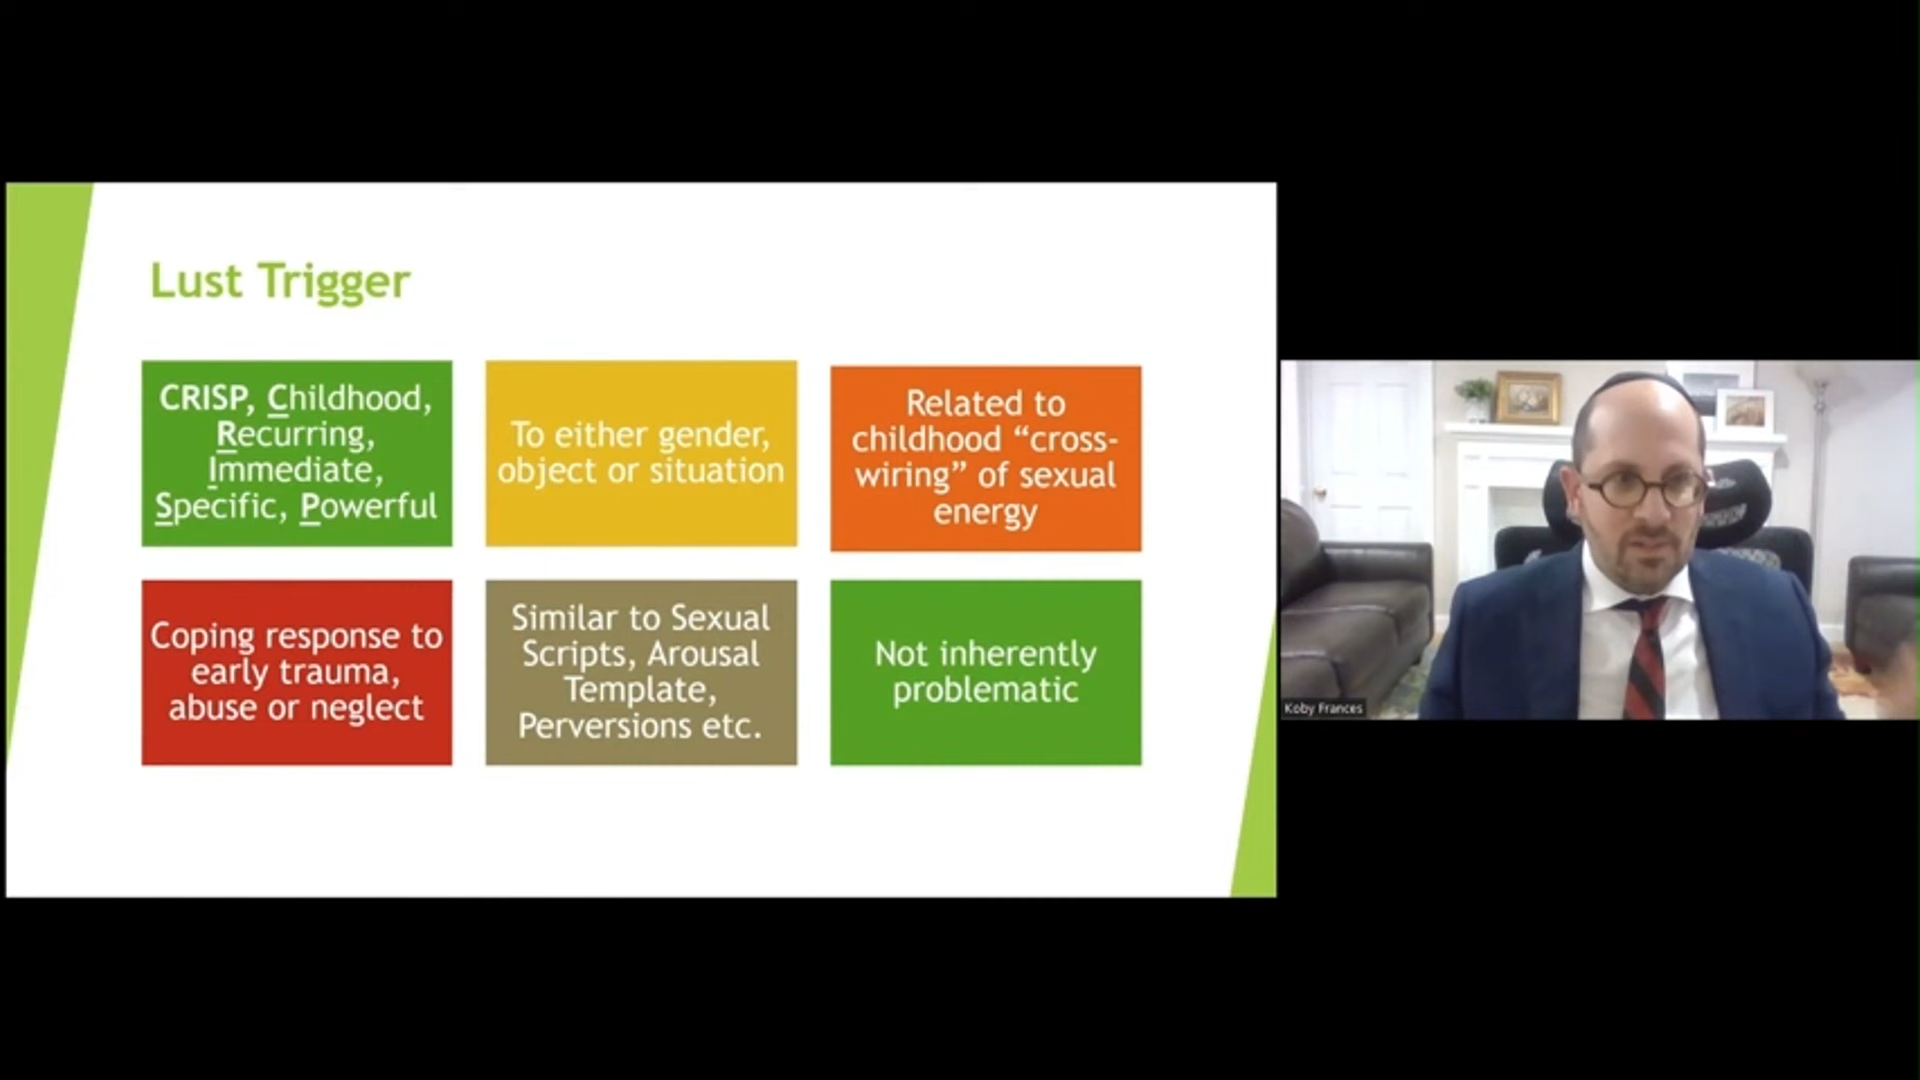 Lust Trigger
CRISP, Childhood,
Recurring,
Immediate,
Specific, Powerful
To either gender,
object or situation
Related to
childhood “cross-
wiring” of sexual
energy
Coping response to
early trauma,
abuse or neglect
Similar to Sexual
Scripts, Arousal
Template,
Perversions etc.
Not inherently
problematic
Koby Frances